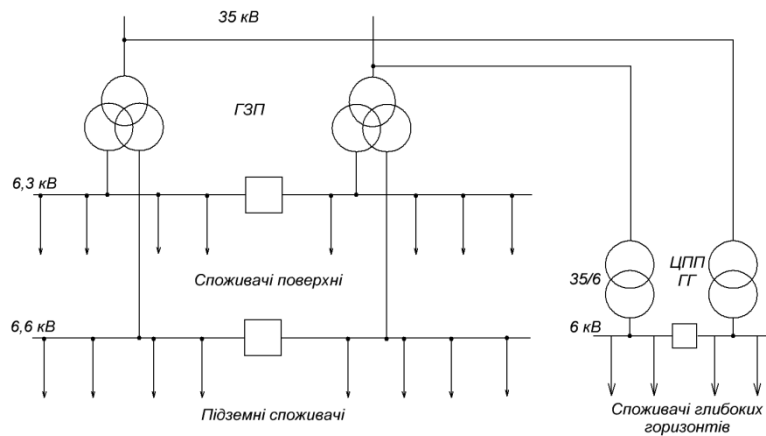 35 кВ
ГЗП
6,3 кВ
Споживачі поверхні
35/6
ЦПП
ГГ
6,6 кВ
6 кВ
Підземні споживачі
Споживачі глибоких
горизонтів